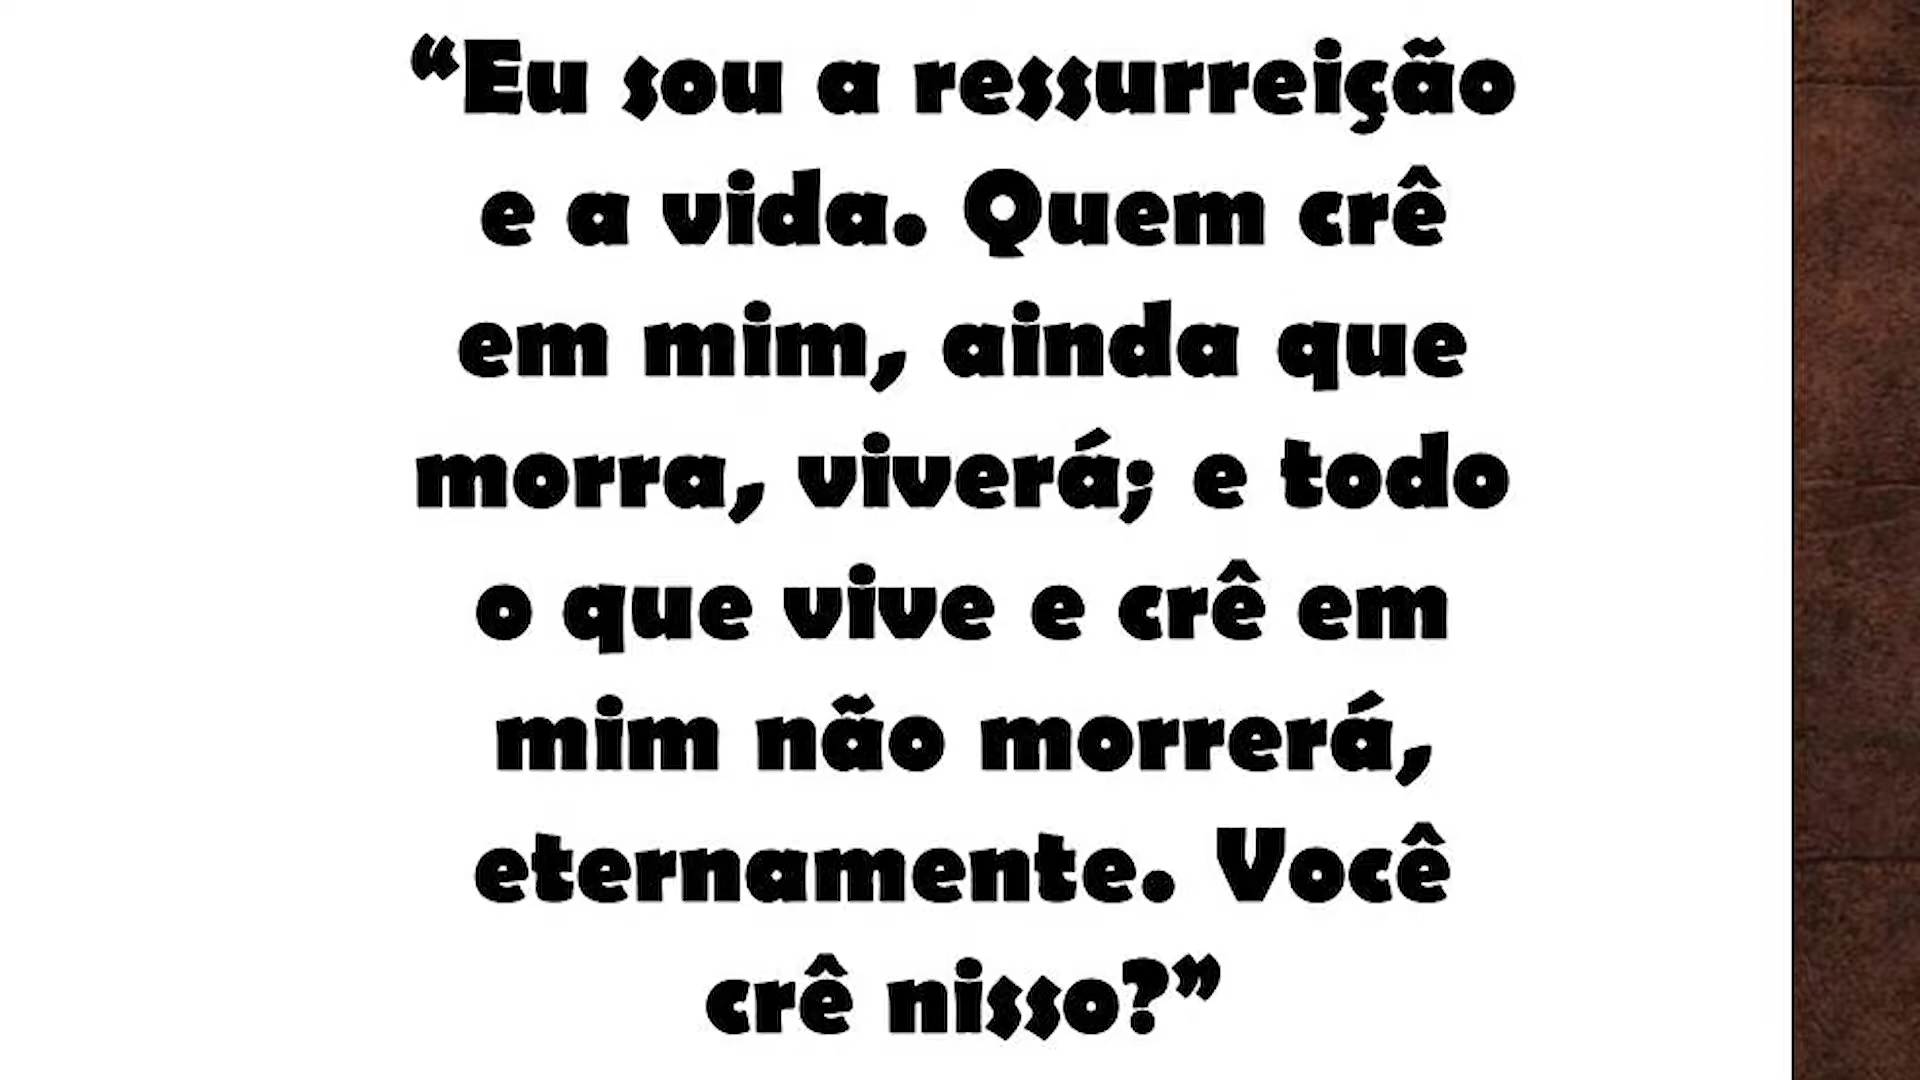 “Eu sou a ressurreição
e a vida. Quem crê
em mim, ainda que
morra, viverá; e todo
o que vive e crê em
mim não morrerá,
eternamente. Você
crê nisso?”